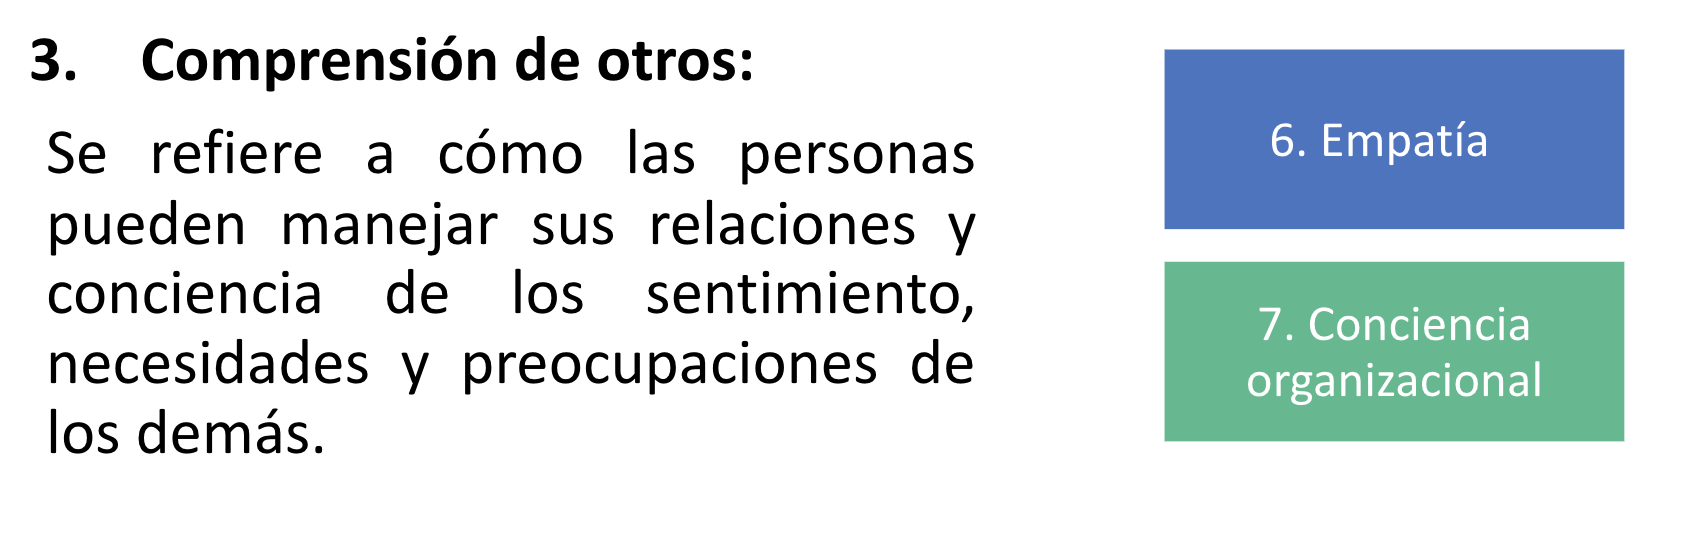 3. Comprensión de otros:
Se refiere a cómo las personas
pueden manejar sus relaciones y
conciencia de los sentimiento,
necesidades y preocupaciones de
los demás.
6. Empatía
7. Conciencia
organizacional